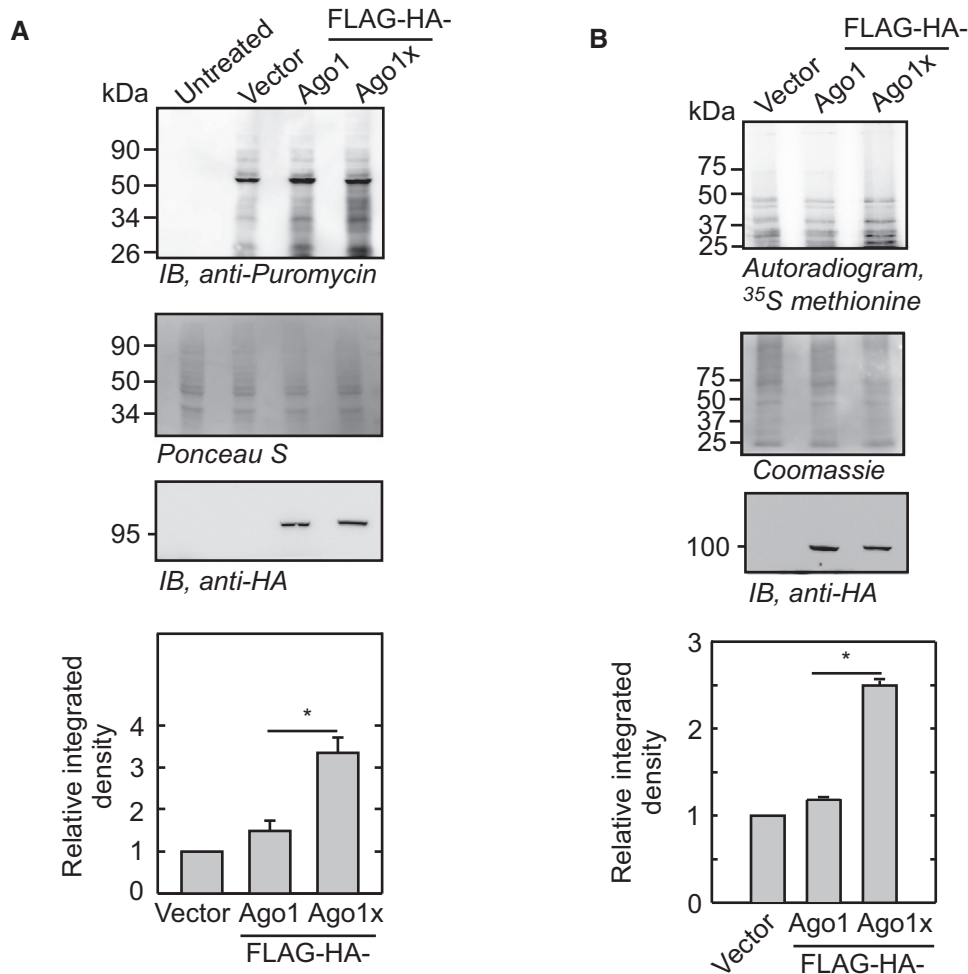 A
FLAG-HA-
kDa
Untreated
Vector
Ago1
Ago1x
90
50
34
26
IB, anti-Puromycin
90
50
34
Ponceau S
95
IB, anti-HA
Relative integrated
density
4
3
2
1
0
*
Vector Ago1 Ago1x
FLAG-HA-
B
FLAG-HA-
kDa
Vector
Ago1
Ago1x
75
50
37
25
Autoradiogram,
35S methionine
75
50
37
25
Coomassie
100
IB, anti-HA
Relative integrated
density
3
2
1
0
*
Vector Ago1 Ago1x
FLAG-HA-